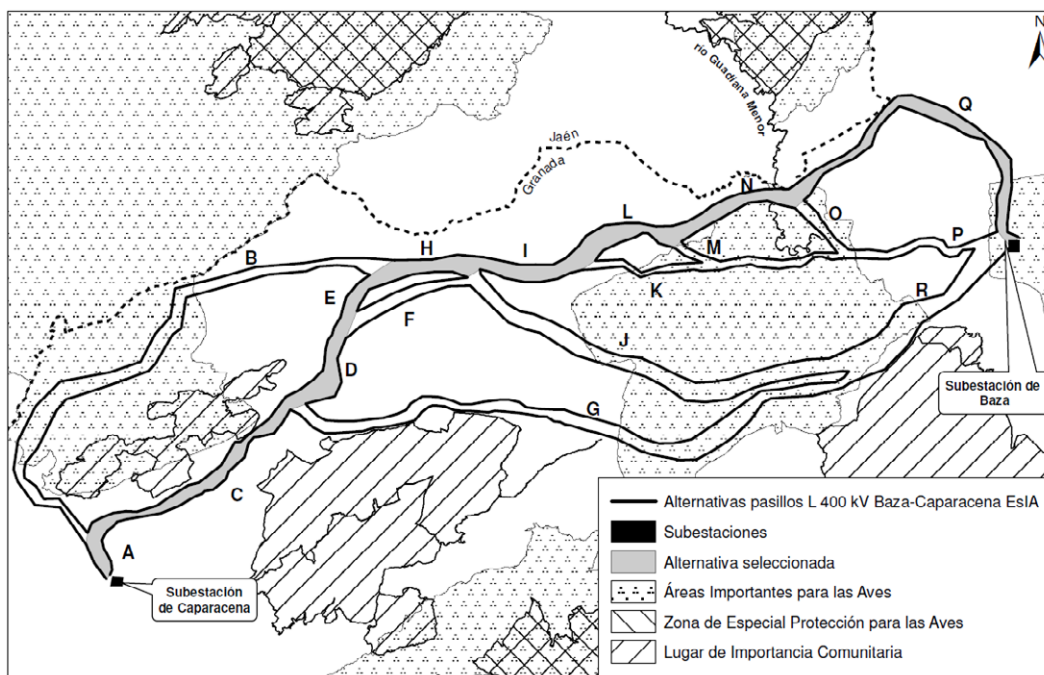 N
río Guadiana Menor
Jaén
Granada
Q
N
L
O
B
H
I
M
P
K
E
R
F
J
D
G
C
A
Subestación de
Baza
Subestación
de Caparacena
Alternativas pasillos L 400 kV Baza-Caparacena EsIA
Subestaciones
Alternativa seleccionada
Áreas Importantes para las Aves
Zona de Especial Protección para las Aves
Lugar de Importancia Comunitaria